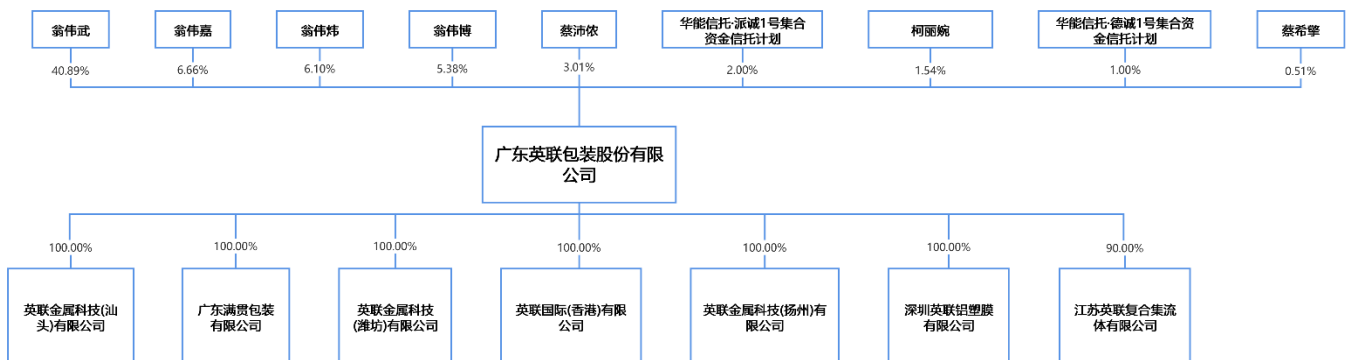 翁伟武
翁伟嘉
翁伟炜
翁伟博
蔡沛侬
华能信托·派诚1号集合
资金信托计划
柯丽婉
华能信托·德诚1号集合资
金信托计划
蔡希擎
40.89%
6.66%
6.10%
5.38%
3.01%
2.00%
1.54%
1.00%
0.51%
广东英联包装股份有限
公司
100.00%
100.00%
100.00%
100.00%
100.00%
100.00%
90.00%
英联金属科技(汕
头)有限公司
广东满贯包装
有限公司
英联金属科技
(潍坊)有限公司
英联国际(香港)有限
公司
英联金属科技(扬州)有
限公司
深圳英联铝塑膜
有限公司
江苏英联复合集流
体有限公司